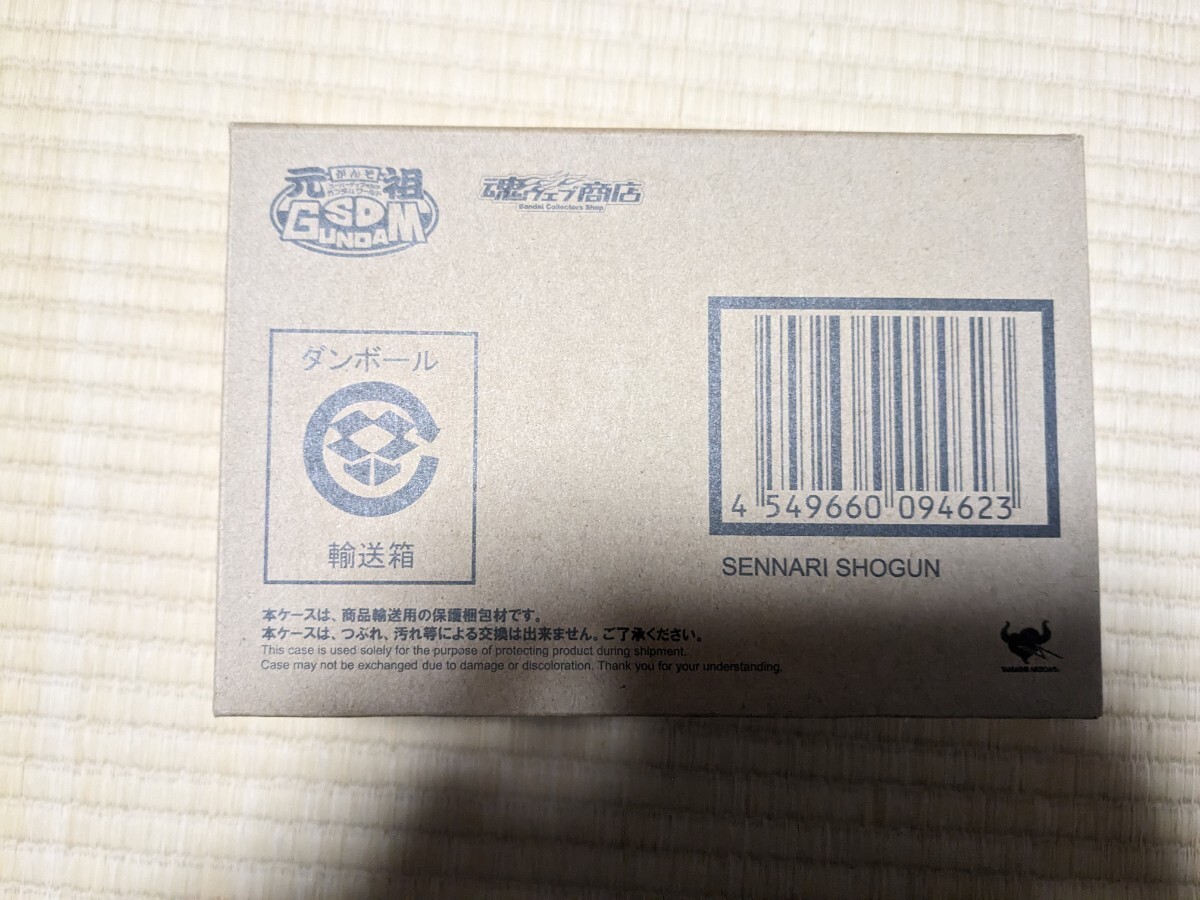 元祖
がんそ
SD
GUNDAM
魂ウェブ商店
Bandai Collectors Shop
ダンボール
輸送箱
4 549660 094623
SENNARI SHOGUN
本ケースは、商品輸送用の保護梱包材です。
本ケースは、つぶれ、汚れ等による交換は出来ません。ご了承ください。
This case is used solely for the purpose of protecting product during shipment.
Case may not be exchanged due to damage or discoloration. Thank you for your understanding.
TAMASHII NATIONS